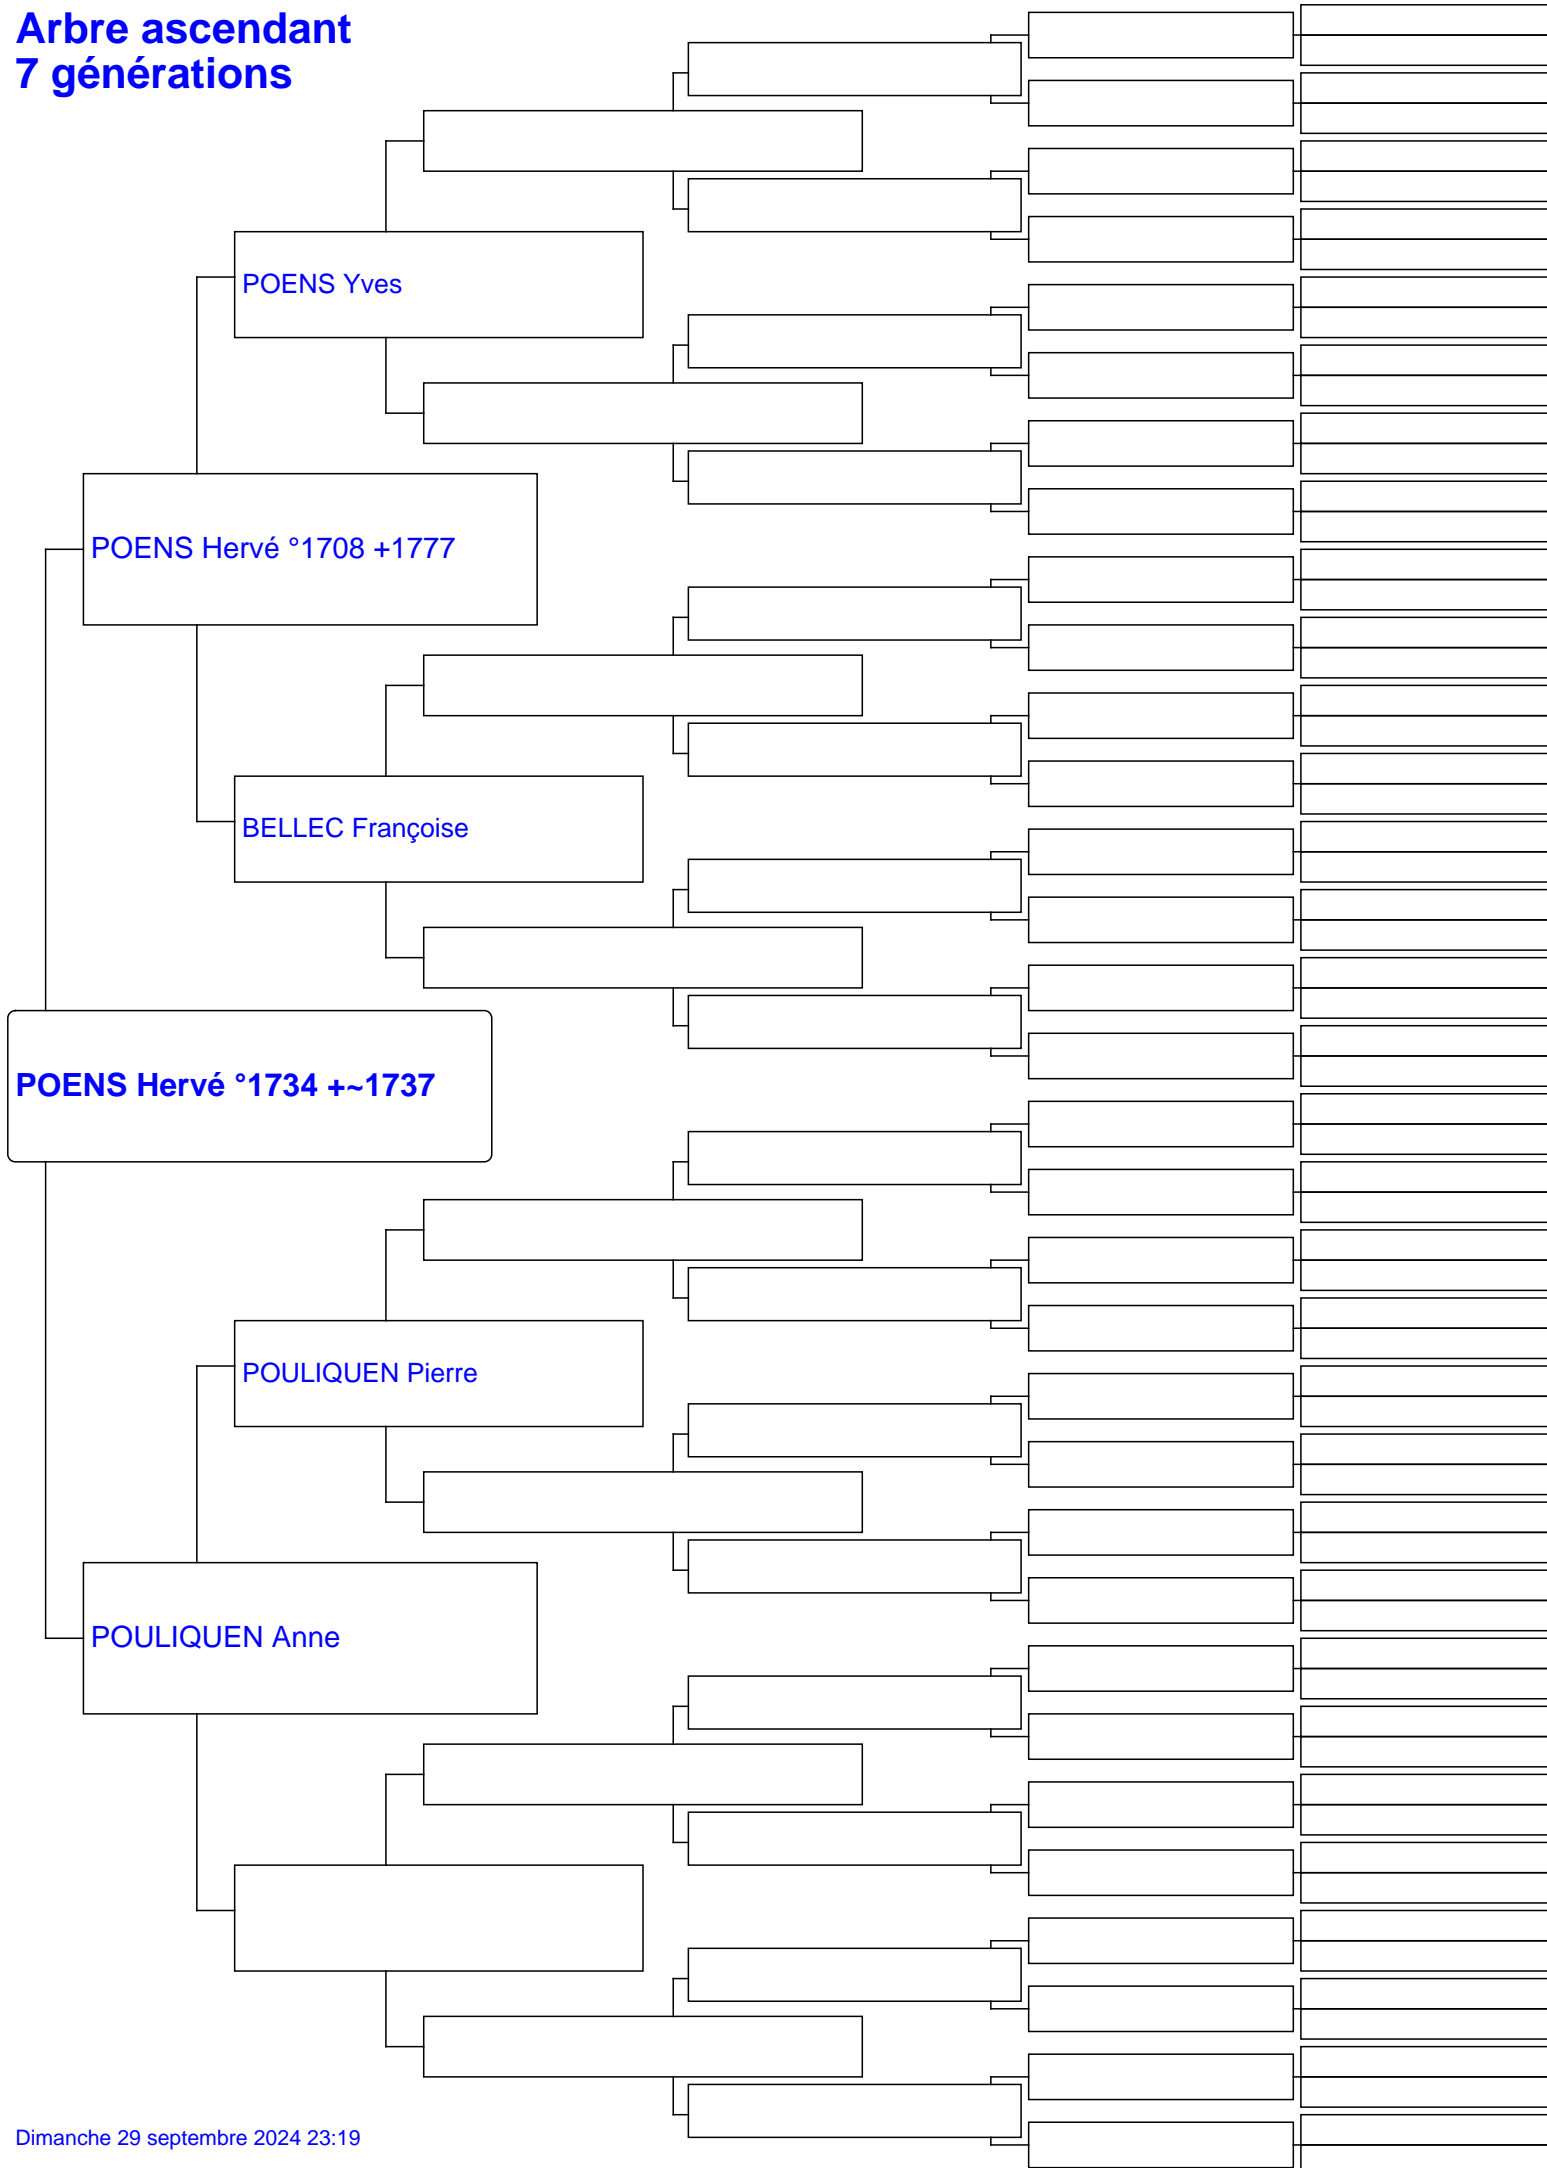 Arbre ascendant
7 générations
POENS Yves
POENS Hervé °1708 +1777
BELLEC Françoise
POENS Hervé °1734 +~1737
POULIQUEN Pierre
POULIQUEN Anne
Dimanche 29 septembre 2024 23:19